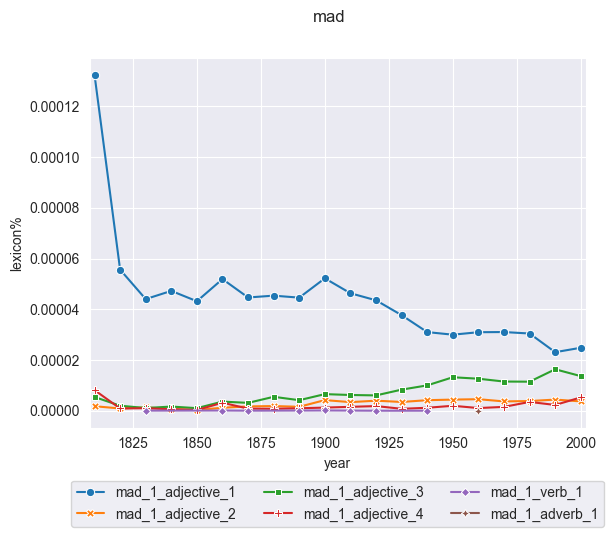 mad
0.00012
0.00010
0.00008
0.00006
0.00004
0.00002
0.00000
lexicon%
1825 1850 1875 1900 1925 1950 1975 2000
year
mad_1_adjective_1 mad_1_adjective_3 mad_1_verb_1
mad_1_adjective_2 mad_1_adjective_4 mad_1_adverb_1